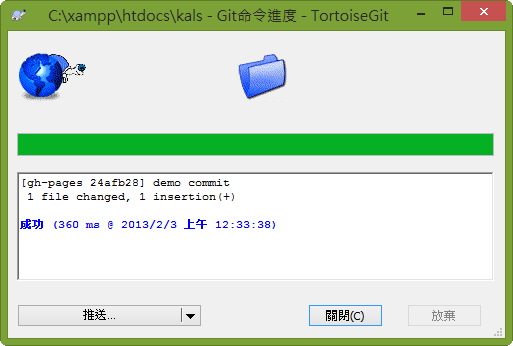 C:\xampp\htdocs\kals - Git命令進度 - TortoiseGit
[gh-pages 24afb28] demo commit
 1 file changed, 1 insertion(+)
成功 (360 ms @ 2013/2/3 上午 12:33:38)
推送...
關閉(C)
放棄